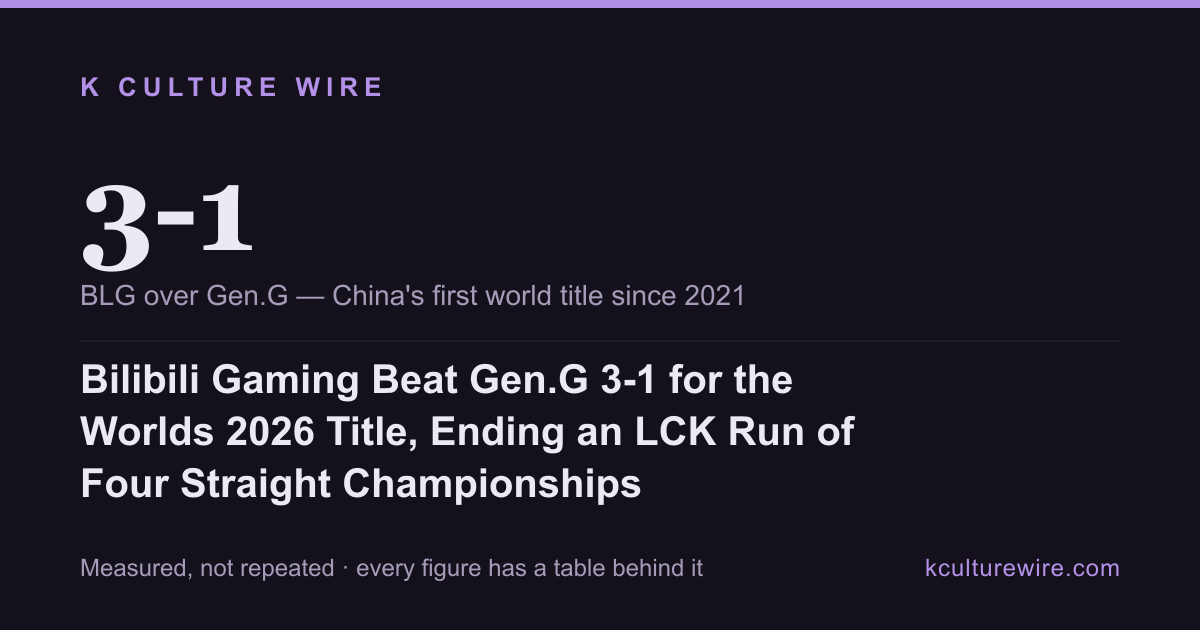 K CULTURE WIRE
3-1
BLG over Gen.G — China's first world title since 2021
Bilibili Gaming Beat Gen.G 3-1 for the
Worlds 2026 Title, Ending an LCK Run of
Four Straight Championships
Measured, not repeated · every figure has a table behind it
kculturewire.com